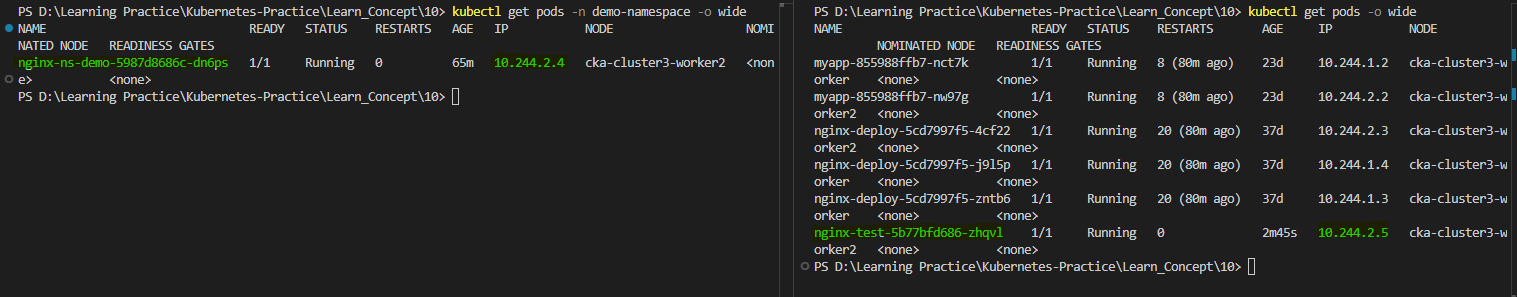 PS D:\Learning Practice\Kubernetes-Practice\Learn_Concept\10> kubectl get pods -n demo-namespace -o wide
NAME READY STATUS RESTARTS AGE IP NODE NOMI
NATED NODE READINESS GATES
nginx-ns-demo-5987d8686c-dn6ps 1/1 Running 0 65m 10.244.2.4 cka-cluster3-worker2 <non
e> <none>
PS D:\Learning Practice\Kubernetes-Practice\Learn_Concept\10>
PS D:\Learning Practice\Kubernetes-Practice\Learn_Concept\10> kubectl get pods -o wide
NAME READY STATUS RESTARTS AGE IP NODE
NOMINATED NODE READINESS GATES
myapp-855988ffb7-nct7k 1/1 Running 8 (80m ago) 23d 10.244.1.2 cka-cluster3-w
orker <none> <none>
myapp-855988ffb7-nw97g 1/1 Running 8 (80m ago) 23d 10.244.2.2 cka-cluster3-w
orker2 <none> <none>
nginx-deploy-5cd7997f5-4cf22 1/1 Running 20 (80m ago) 37d 10.244.2.3 cka-cluster3-w
orker2 <none> <none>
nginx-deploy-5cd7997f5-j9l5p 1/1 Running 20 (80m ago) 37d 10.244.1.4 cka-cluster3-w
orker <none> <none>
nginx-deploy-5cd7997f5-zntb6 1/1 Running 20 (80m ago) 37d 10.244.1.3 cka-cluster3-w
orker <none> <none>
nginx-test-5b77bfd686-zhqvl 1/1 Running 0 2m45s 10.244.2.5 cka-cluster3-w
orker2 <none> <none>
PS D:\Learning Practice\Kubernetes-Practice\Learn_Concept\10>